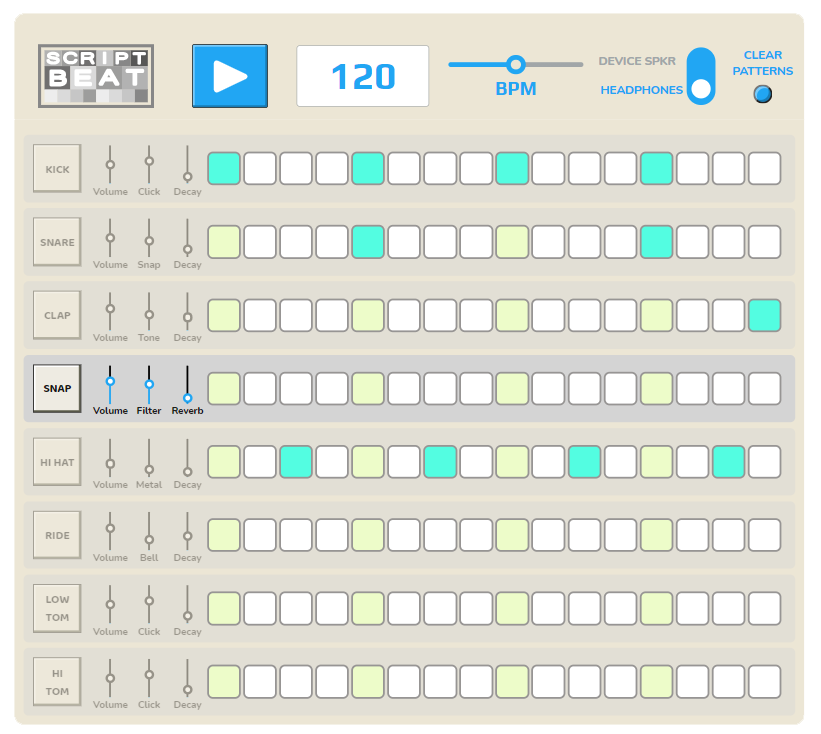 SCRIPT
BEAT
120
BPM
DEVICE SPKR
HEADPHONES
CLEAR
PATTERNS
KICK
Volume Click Decay
SNARE
Volume Snap Decay
CLAP
Volume Tone Decay
SNAP
Volume Filter Reverb
HI HAT
Volume Metal Decay
RIDE
Volume Bell Decay
LOW
TOM
Volume Click Decay
HI
TOM
Volume Click Decay